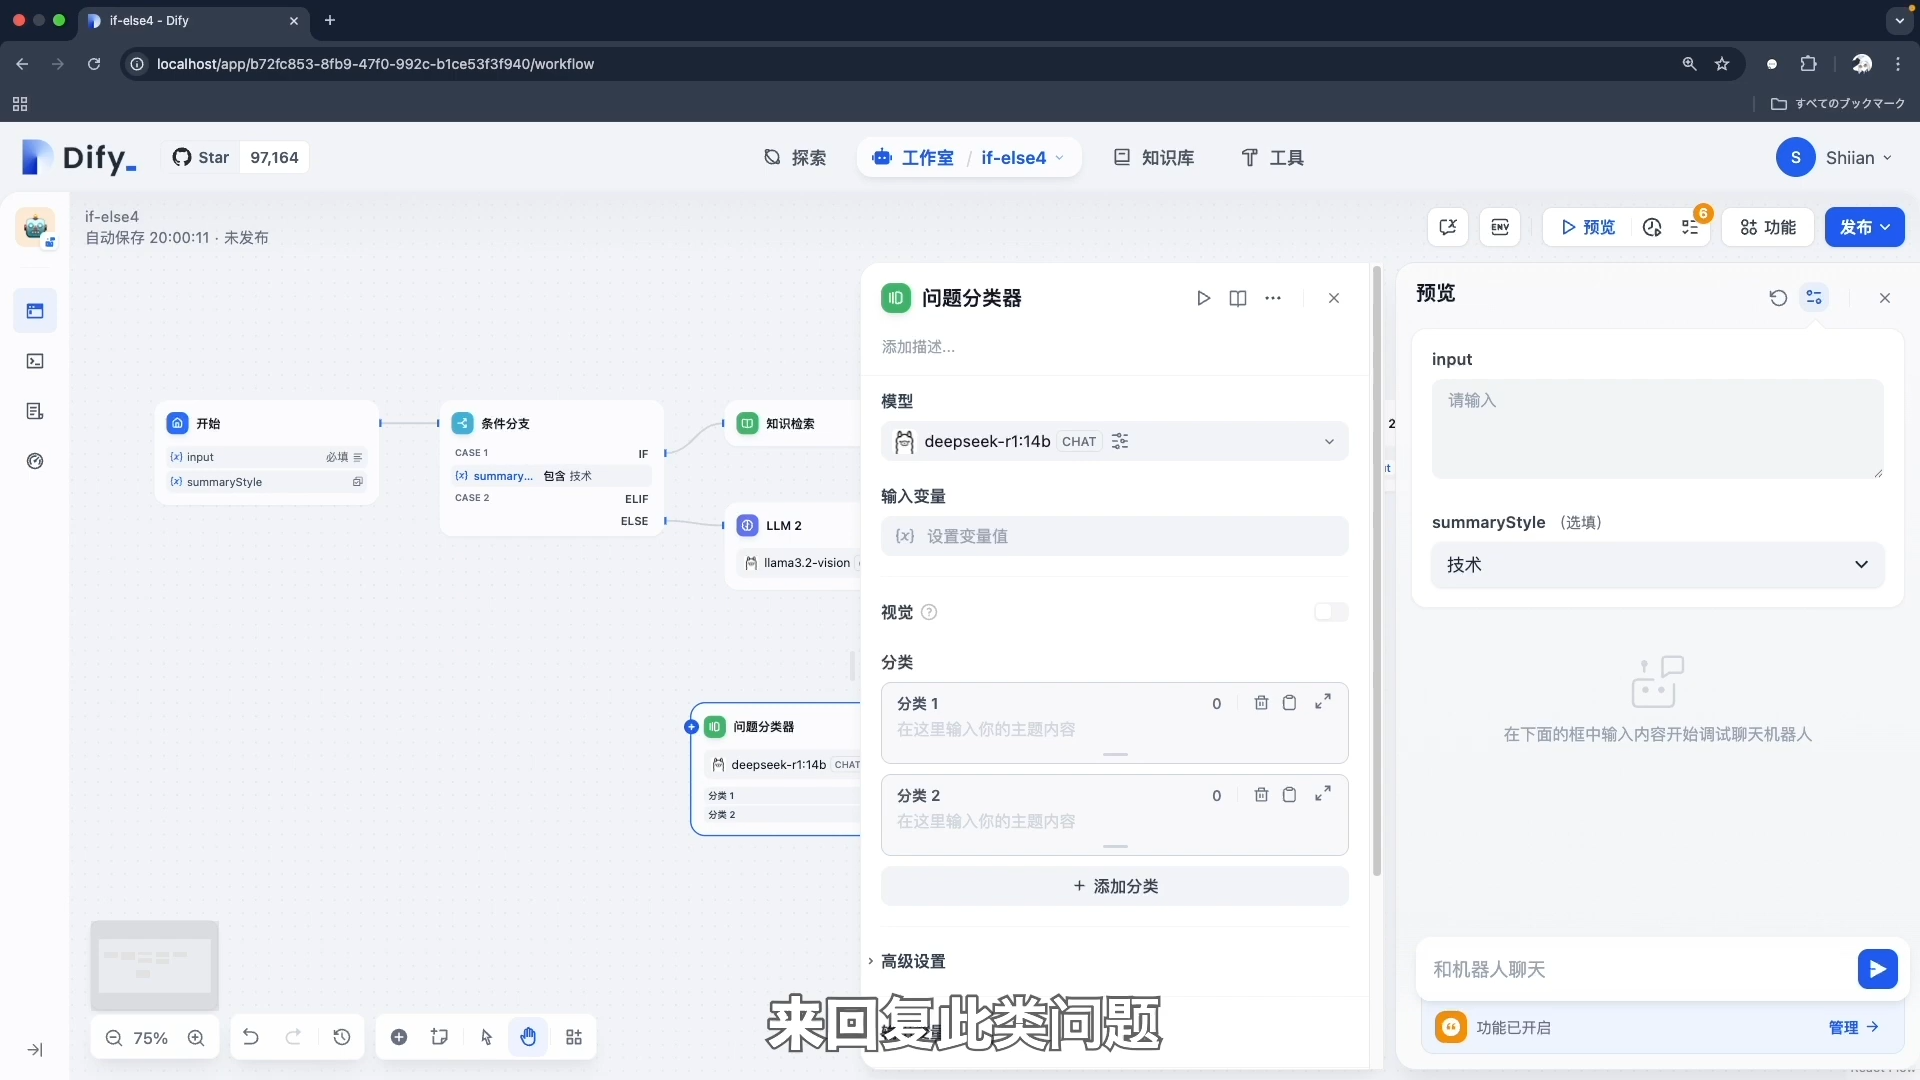 if-else4 - Dify
localhost/app/b72fc853-8fb9-47f0-992c-b1ce53f3f940/workflow
すべてのブックマーク
Dify_
Star 97,164
探索
工作室 / if-else4
知识库
工具
S Shiian
if-else4
自动保存 20:00:11 · 未发布
ENV
预览
6
功能
发布
开始
{x} input 必填
{x} summaryStyle
条件分支
CASE 1 IF
{x} summary... 包含 技术
CASE 2 ELIF
ELSE
知识检索
LLM 2
llama3.2-vision
问题分类器
deepseek-r1:14b CHAT
分类 1
分类 2
75%
问题分类器
添加描述...
模型
deepseek-r1:14b CHAT
输入变量
{x} 设置变量值
视觉
分类
分类 1 0
在这里输入你的主题内容
分类 2 0
在这里输入你的主题内容
+ 添加分类
高级设置
来回复此类问题
2
预览
input
请输入
summaryStyle (选填)
技术
在下面的框中输入内容开始调试聊天机器人
和机器人聊天
功能已开启
管理 →